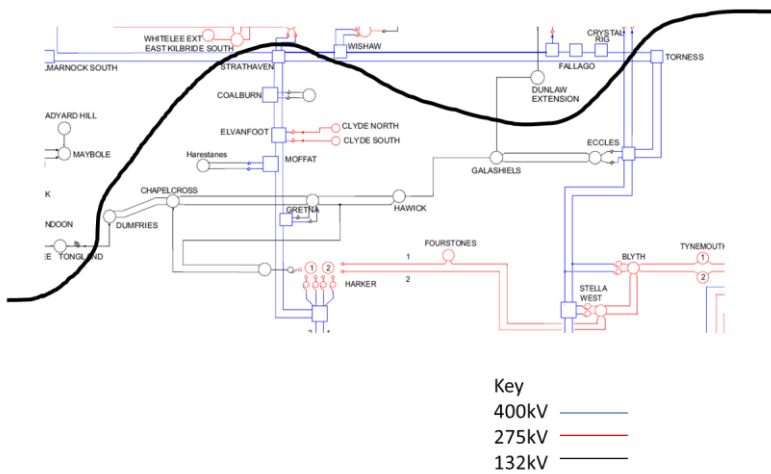 WHITELEE EXT
EAST KILBRIDE SOUTH
WISHAW
CRYSTAL
RIG
MARNOCK SOUTH
STRATHAVEN
FALLAGO
TORNESS
COALBURN
DUNLAW
EXTENSION
ADYARD HILL
ELVANFOOT
CLYDE NORTH
CLYDE SOUTH
ECCLES
MAYBOLE
Harestanes
MOFFAT
GALASHIELS
K
CHAPELCROSS
GRETNA
HAWICK
NDOON
DUMFRIES
EE
TONGLAND
FOURSTONES
1
2
1
2
HARKER
BLYTH
TYNEMOUTH
1
2
STELLA
WEST
Key
400kV
275kV
132kV